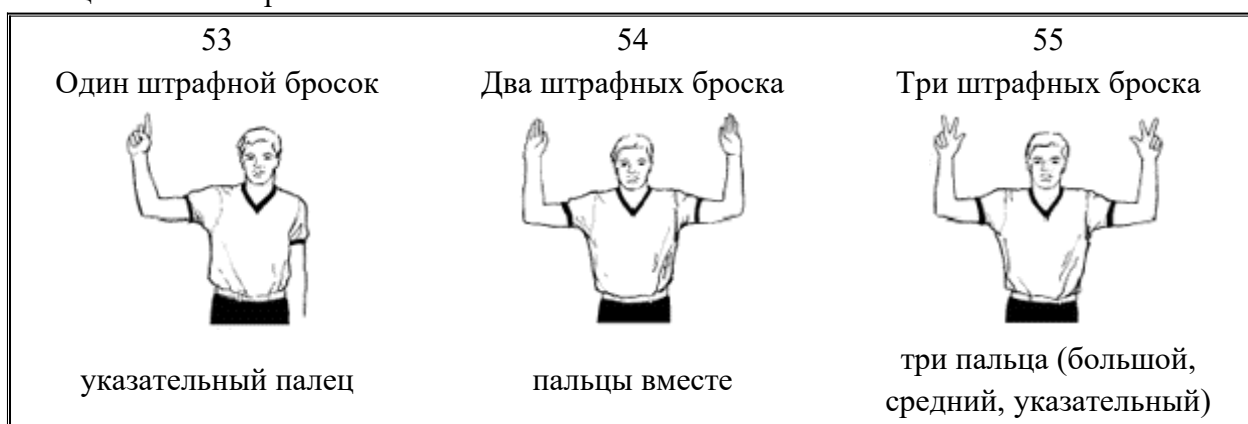 53
Один штрафной бросок
указательный палец
54
Два штрафных броска
пальцы вместе
55
Три штрафных броска
три пальца (большой,
средний, указательный)